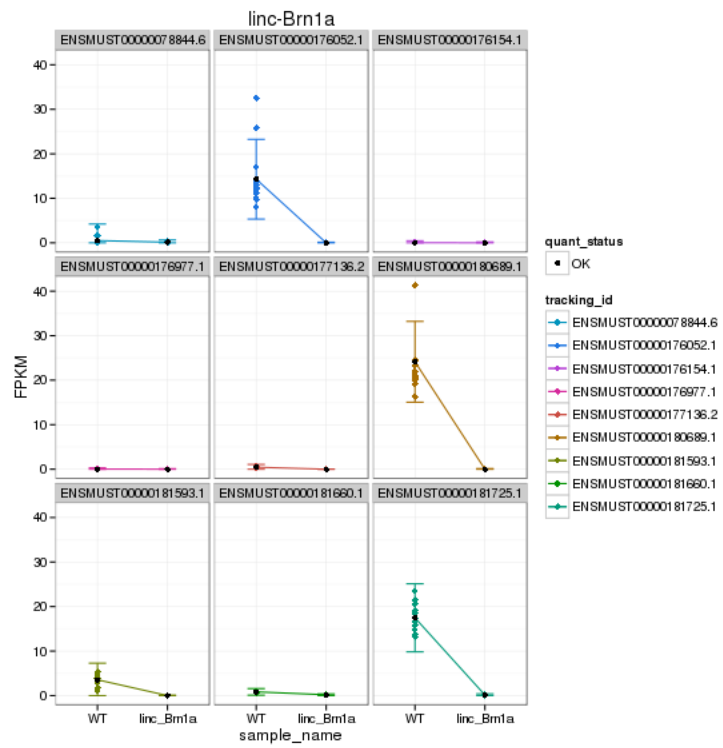 linc-Brn1a
ENSMUST00000078844.6 ENSMUST00000176052.1 ENSMUST00000176154.1
40
30
20
10
0
ENSMUST00000176977.1 ENSMUST00000177136.2 ENSMUST00000180689.1
40
30
20
10
0
ENSMUST00000181593.1 ENSMUST00000181660.1 ENSMUST00000181725.1
40
30
20
10
0
FPKM
WT linc_Brn1a WT linc_Brn1a WT linc_Brn1a
sample_name
quant_status
OK
tracking_id
ENSMUST00000078844.6
ENSMUST00000176052.1
ENSMUST00000176154.1
ENSMUST00000176977.1
ENSMUST00000177136.2
ENSMUST00000180689.1
ENSMUST00000181593.1
ENSMUST00000181660.1
ENSMUST00000181725.1